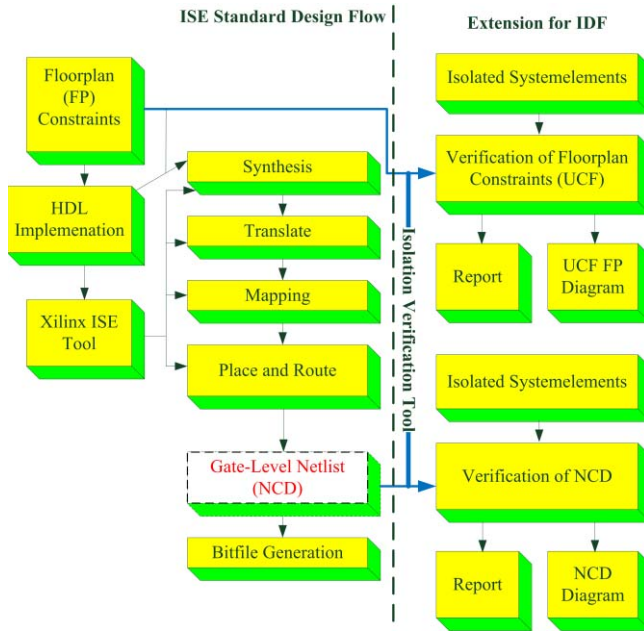 ISE Standard Design Flow
Extension for IDF
Floorplan
(FP)
Constraints
HDL
Implemenation
Xilinx ISE
Tool
Synthesis
Translate
Mapping
Place and Route
Gate-Level Netlist
(NCD)
Bitfile Generation
Isolation Verification Tool
Isolated Systemelements
Verification of Floorplan
Constraints (UCF)
Report
UCF FP
Diagram
Isolated Systemelements
Verification of NCD
Report
NCD
Diagram